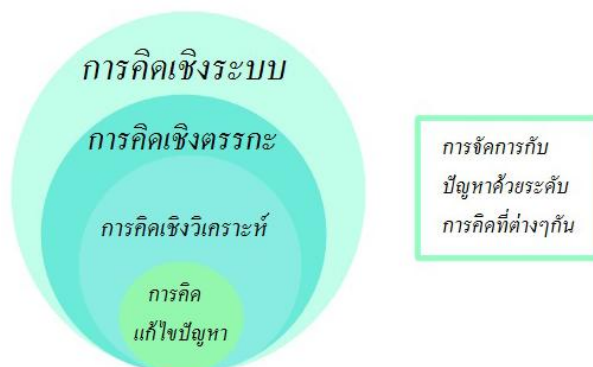 การคิดเชิงระบบ
การคิดเชิงตรรกะ
การคิดเชิงวิเคราะห์
การคิด
แก้ไขปัญหา
การจัดการกับ
ปัญหาด้วยระดับ
การคิดที่ต่างๆกัน